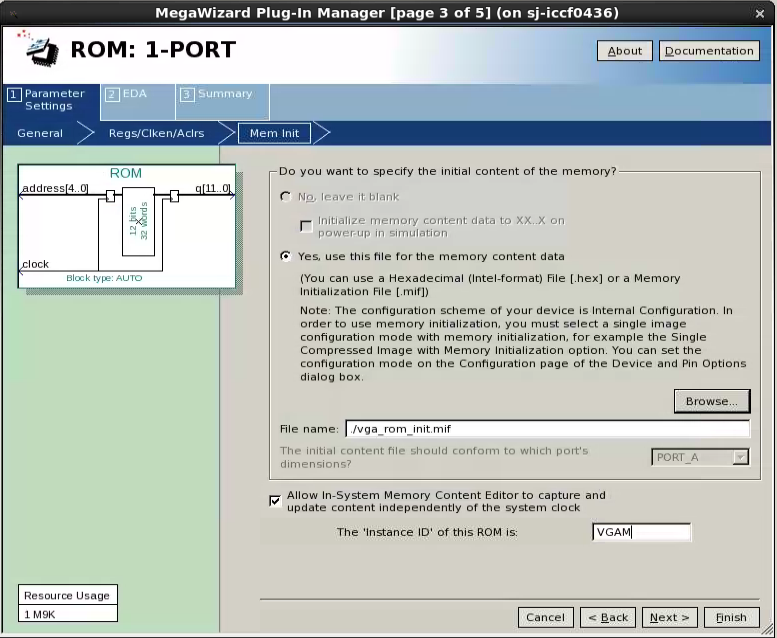 MegaWizard Plug-In Manager [page 3 of 5] (on sj-iccf0436)
ROM: 1-PORT
About
Documentation
1 Parameter Settings
2 EDA
3 Summary
General
Regs/Clken/Aclrs
Mem Init
ROM
address[4..0]
q[11..0]
12 bits
32 words
clock
Block type: AUTO
Do you want to specify the initial content of the memory?
No, leave it blank
Initialize memory content data to XX..X on
power-up in simulation
Yes, use this file for the memory content data
(You can use a Hexadecimal (Intel-format) File [.hex] or a Memory
Initialization File [.mif])
Note: The configuration scheme of your device is Internal Configuration. In
order to use memory initialization, you must select a single image
configuration mode with memory initialization, for example the Single
Compressed Image with Memory Initialization option. You can set the
configuration mode on the Configuration page of the Device and Pin Options
dialog box.
Browse...
File name: ./vga_rom_init.mif
The initial content file should conform to which port's
dimensions?
PORT_A
Allow In-System Memory Content Editor to capture and
update content independently of the system clock
The 'Instance ID' of this ROM is: VGAM
Resource Usage
1 M9K
Cancel
< Back
Next >
Finish